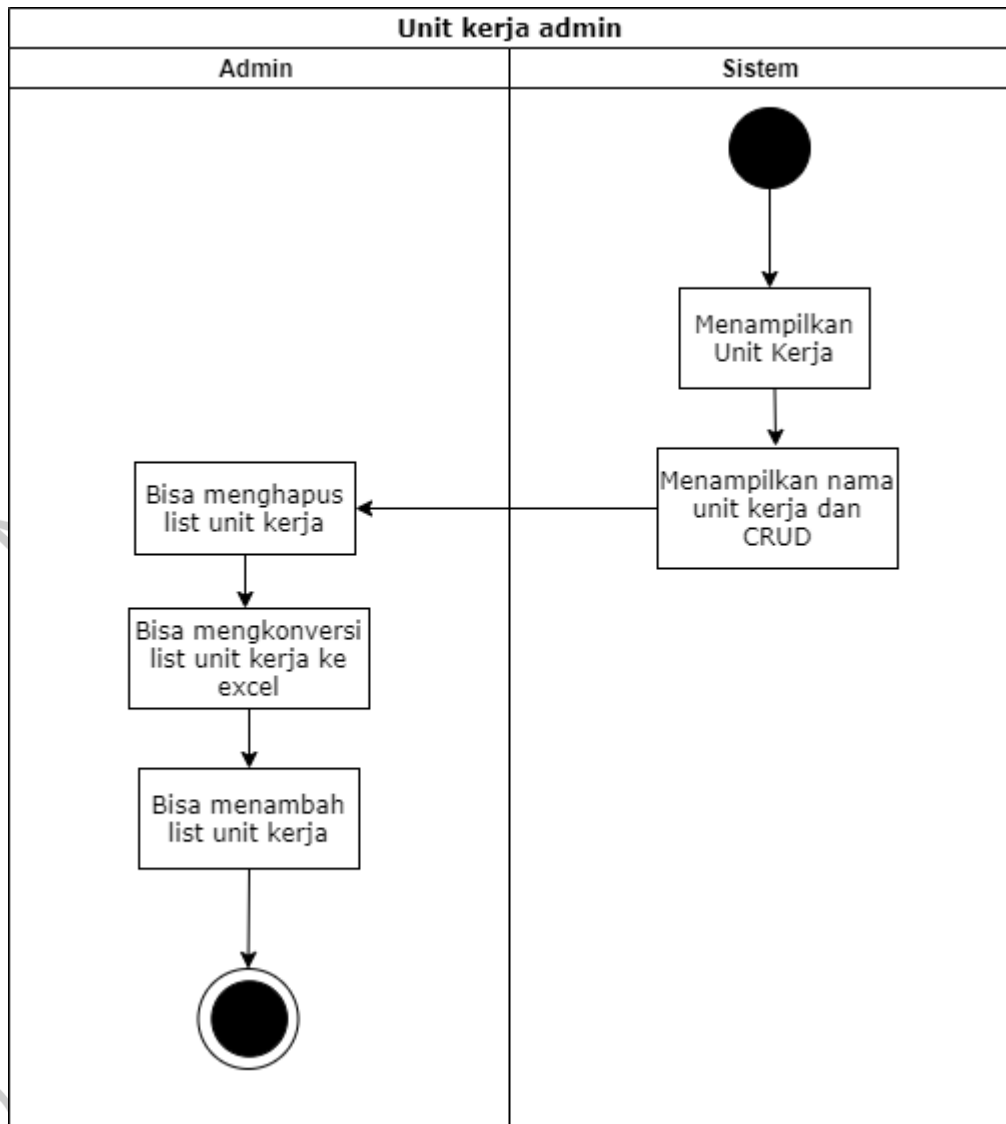 Unit kerja admin
Admin
Sistem
Menampilkan
Unit Kerja
Menampilkan nama
unit kerja dan
CRUD
Bisa menghapus
list unit kerja
Bisa mengkonversi
list unit kerja ke
excel
Bisa menambah
list unit kerja